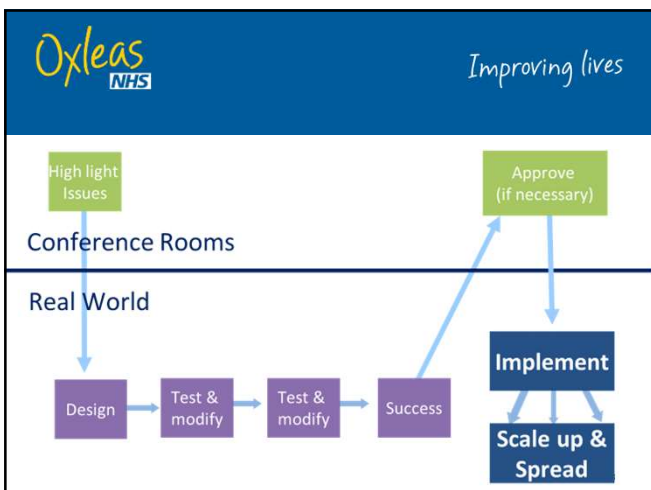 Oxleas
NHS
Improving lives
High light
Issues
Approve
(if necessary)
Conference Rooms
Real World
Implement
Design
Test &
modify
Test &
modify
Success
Scale up &
Spread